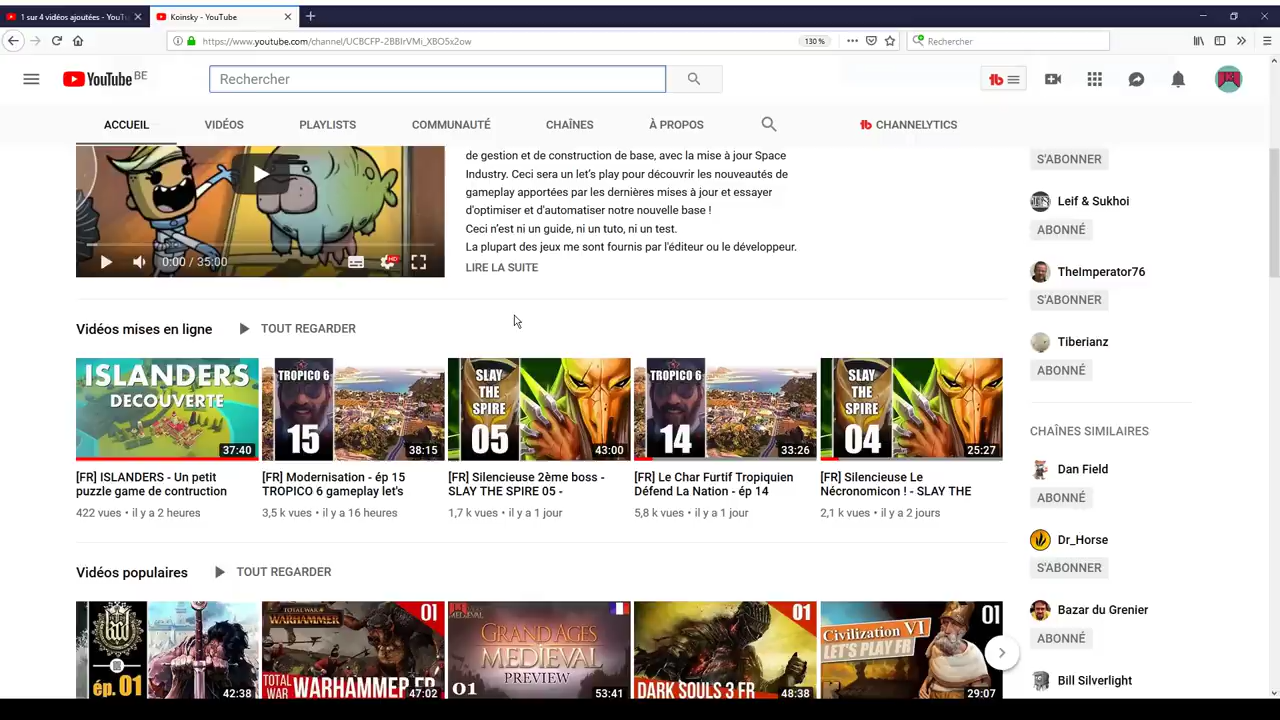 1 sur 4 vidéos ajoutées - YouTu
Koinsky - YouTube
https://www.youtube.com/channel/UCBCFP-2BBIrVMi_XBO5x2ow
130 %
Rechercher
YouTube BE
Rechercher
ACCUEIL
VIDÉOS
PLAYLISTS
COMMUNAUTÉ
CHAÎNES
À PROPOS
CHANNELYTICS
de gestion et de construction de base, avec la mise à jour Space
Industry. Ceci sera un let's play pour découvrir les nouveautés de
gameplay apportées par les dernières mises à jour et essayer
d'optimiser et d'automatiser notre nouvelle base !
Ceci n'est ni un guide, ni un tuto, ni un test.
La plupart des jeux me sont fournis par l'éditeur ou le développeur.
LIRE LA SUITE
0:00 / 35:00
HD
S'ABONNER
Leif & Sukhoi
ABONNÉ
TheImperator76
S'ABONNER
Tiberianz
ABONNÉ
Vidéos mises en ligne
TOUT REGARDER
ISLANDERS
DECOUVERTE
37:40
TROPICO 6
15
38:15
SLAY
THE
SPIRE
05
43:00
TROPICO 6
14
33:26
SLAY
THE
SPIRE
04
25:27
[FR] ISLANDERS - Un petit
puzzle game de contruction
422 vues • il y a 2 heures
[FR] Modernisation - ép 15
TROPICO 6 gameplay let's
3,5 k vues • il y a 16 heures
[FR] Silencieuse 2ème boss -
SLAY THE SPIRE 05 -
1,7 k vues • il y a 1 jour
[FR] Le Char Furtif Tropiquien
Défend La Nation - ép 14
5,8 k vues • il y a 1 jour
[FR] Silencieuse Le
Nécronomicon ! - SLAY THE
2,1 k vues • il y a 2 jours
CHAÎNES SIMILAIRES
Dan Field
ABONNÉ
Dr_Horse
S'ABONNER
Bazar du Grenier
ABONNÉ
Bill Silverlight
Vidéos populaires
TOUT REGARDER
ép. 01
42:38
TOTAL WAR
WARHAMMER
01
TOTAL
WAR
WARHAMMER FR
47:02
MEDIEVAL
GRAND AGES
MEDIEVAL
PREVIEW
01
53:41
01
DARK SOULS 3 FR
48:38
CIVILIZATION VI
LET'S PLAY FR
01
29:07